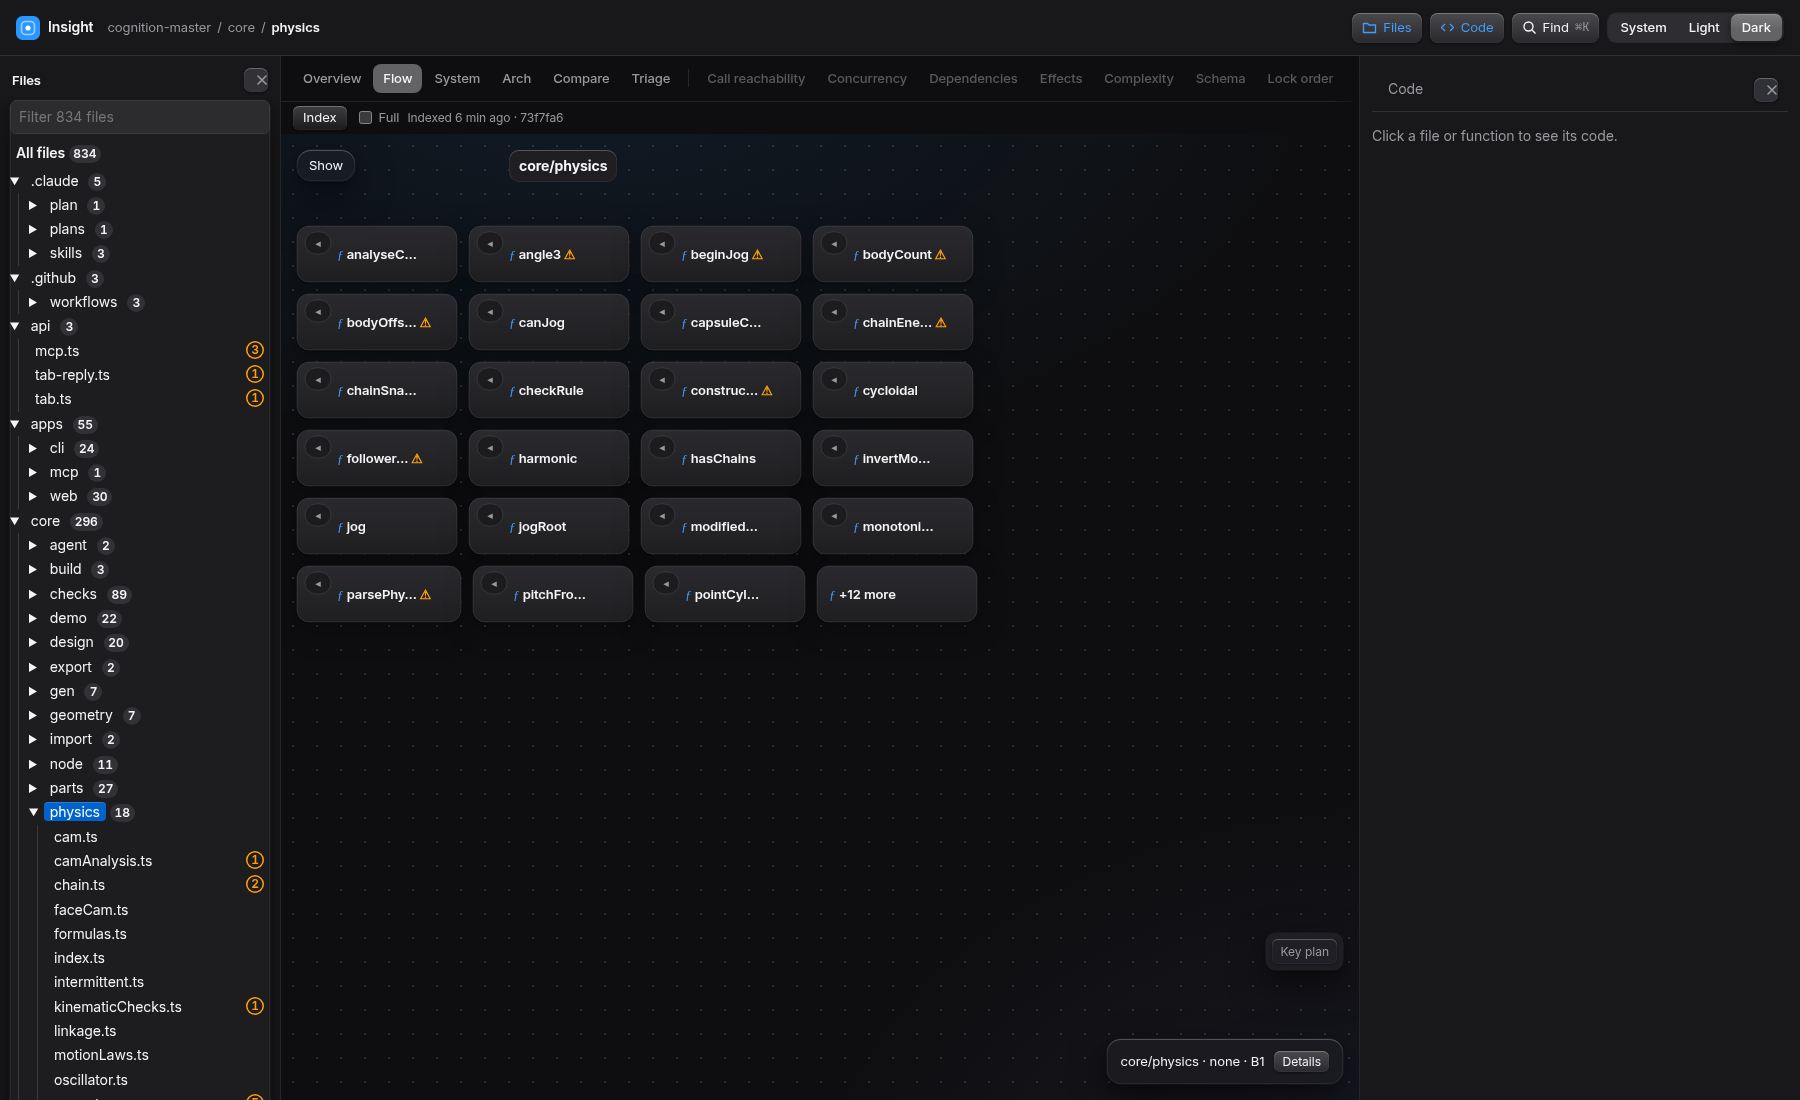 Insight cognition-master / core / physics Files Code Find ⌘K System Light Dark
Files
Filter 834 files
All files 834
.claude 5
plan 1
plans 1
skills 3
.github 3
workflows 3
api 3
mcp.ts 3
tab-reply.ts 1
tab.ts 1
apps 55
cli 24
mcp 1
web 30
core 296
agent 2
build 3
checks 89
demo 22
design 20
export 2
gen 7
geometry 7
import 2
node 11
parts 27
physics 18
cam.ts
camAnalysis.ts 1
chain.ts 2
faceCam.ts
formulas.ts
index.ts
intermittent.ts
kinematicChecks.ts 1
linkage.ts
motionLaws.ts
oscillator.ts
Overview Flow System Arch Compare Triage Call reachability Concurrency Dependencies Effects Complexity Schema Lock order
Index Full Indexed 6 min ago · 73f7fa6
Show core/physics
ƒ analyseC... ƒ angle3 ⚠ ƒ beginJog ⚠ ƒ bodyCount ⚠
ƒ bodyOffs... ⚠ ƒ canJog ƒ capsuleC... ƒ chainEne... ⚠
ƒ chainSna... ƒ checkRule ƒ construc... ⚠ ƒ cycloidal
ƒ follower... ⚠ ƒ harmonic ƒ hasChains ƒ invertMo...
ƒ jog ƒ jogRoot ƒ modified... ƒ monotoni...
ƒ parsePhy... ⚠ ƒ pitchFro... ƒ pointCyl... ƒ +12 more
Key plan
core/physics · none · B1 Details
Code
Click a file or function to see its code.